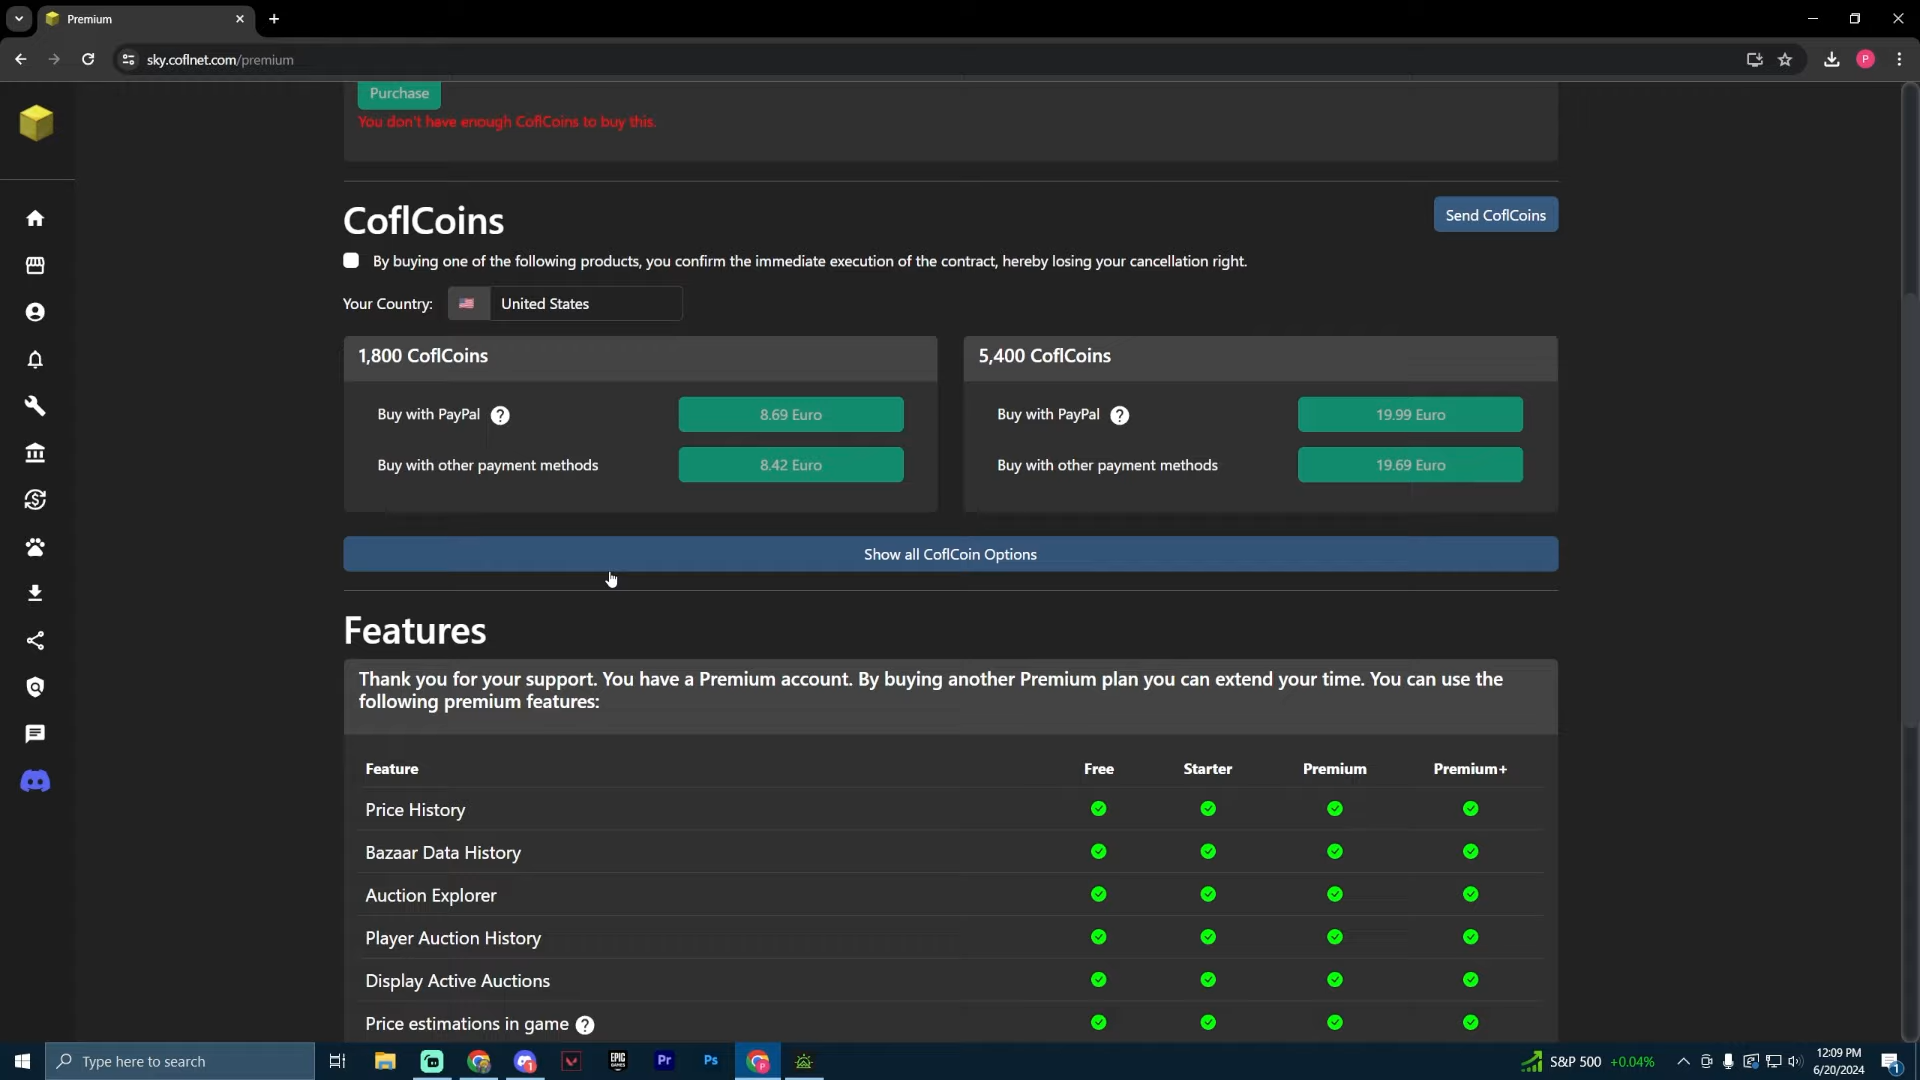 Premium
sky.coflnet.com/premium
P
Purchase
You don't have enough CoflCoins to buy this.
CoflCoins
Send CoflCoins
By buying one of the following products, you confirm the immediate execution of the contract, hereby losing your cancellation right.
Your Country: United States
1,800 CoflCoins
Buy with PayPal ? 8.69 Euro
Buy with other payment methods 8.42 Euro
5,400 CoflCoins
Buy with PayPal ? 19.99 Euro
Buy with other payment methods 19.69 Euro
Show all CoflCoin Options
Features
Thank you for your support. You have a Premium account. By buying another Premium plan you can extend your time. You can use the
following premium features:
Feature Free Starter Premium Premium+
Price History
Bazaar Data History
Auction Explorer
Player Auction History
Display Active Auctions
Price estimations in game ?
Type here to search
EPIC GAMES
Pr
Ps
P
S&P 500 +0.04%
12:09 PM
6/20/2024
1